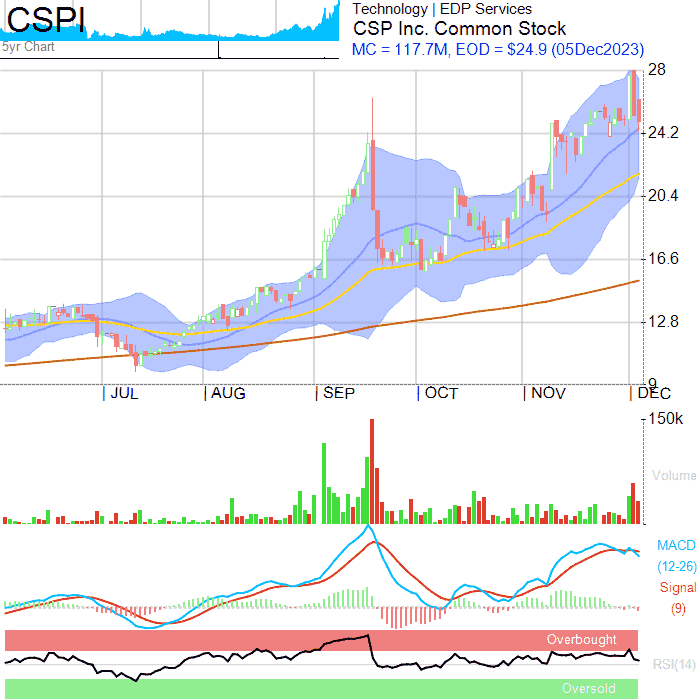 CSPI
5yr Chart
Technology | EDP Services
CSP Inc. Common Stock
MC = 117.7M, EOD = $24.9 (05Dec2023)
28
24.2
20.4
16.6
12.8
9
JUL AUG SEP OCT NOV DEC
150k
Volume
MACD
(12-26)
Signal
(9)
Overbought
RSI(14)
Oversold